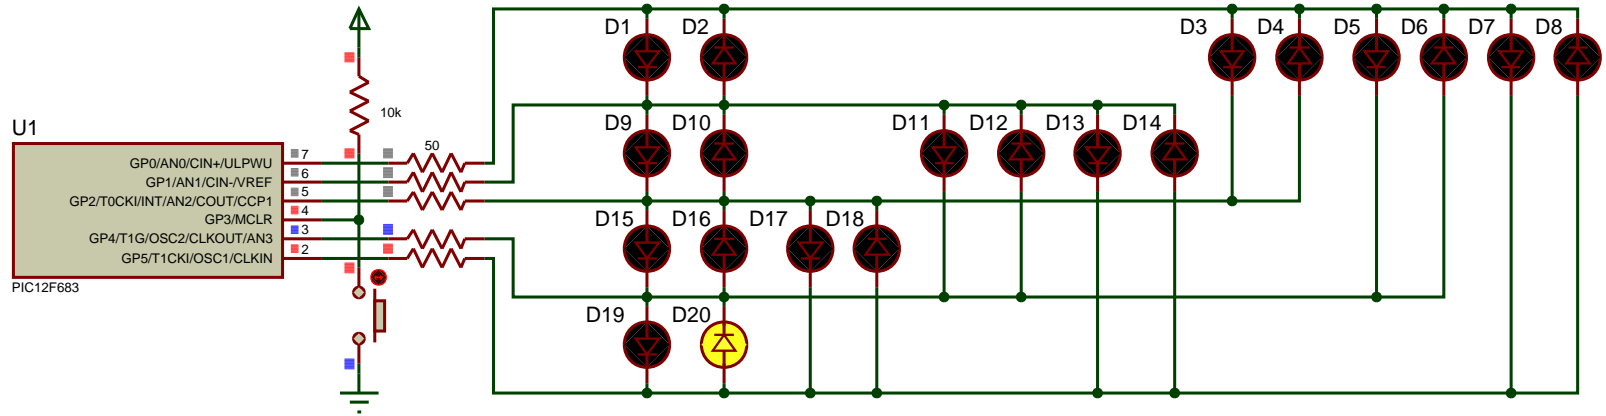 D1
D2
D3
D4
D5
D6
D7
D8
10k
U1
D9
D10
D11
D12
D13
D14
50
GP0/AN0/CIN+/ULPWU
7
GP1/AN1/CIN-/VREF
6
GP2/T0CKI/INT/AN2/COUT/CCP1
5
GP3/MCLR
4
GP4/T1G/OSC2/CLKOUT/AN3
3
GP5/T1CKI/OSC1/CLKIN
2
D15
D16
D17
D18
PIC12F683
D19
D20